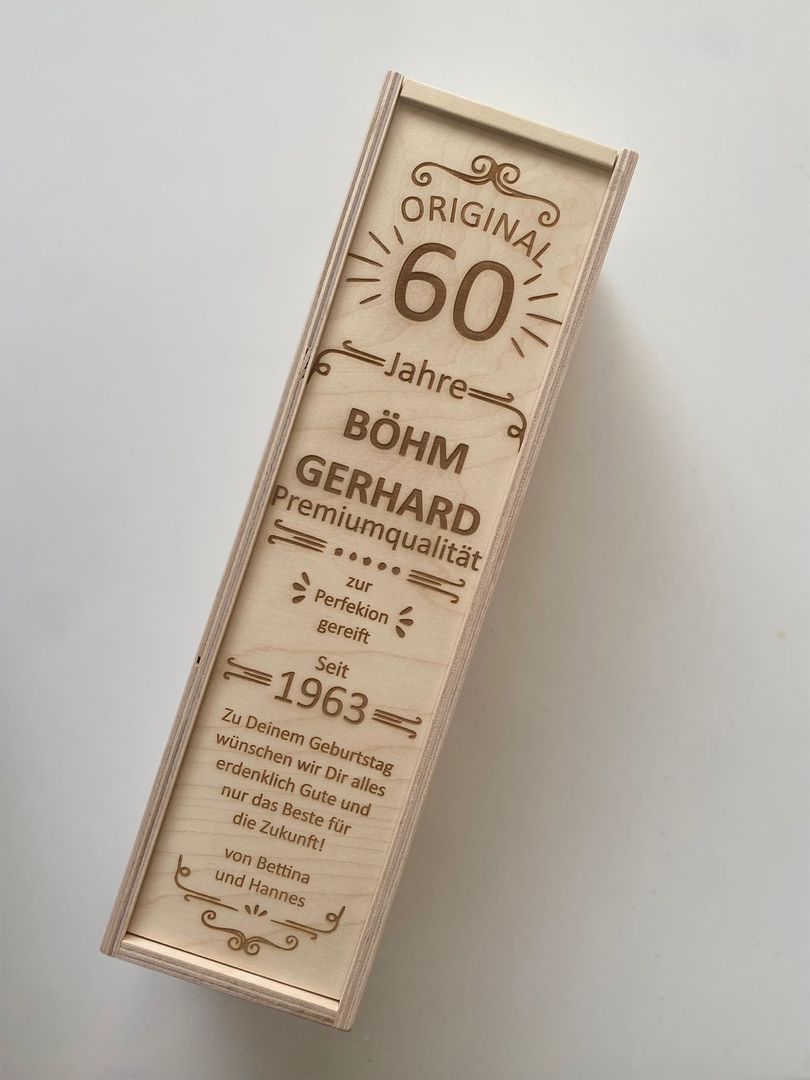 ORIGINAL
60
Jahre
BÖHM
GERHARD
Premiumqualität
zur
Perfekion
gereift
Seit
1963
Zu Deinem Geburtstag
wünschen wir Dir alles
erdenklich Gute und
nur das Beste für
die Zukunft!
von Bettina
und Hannes